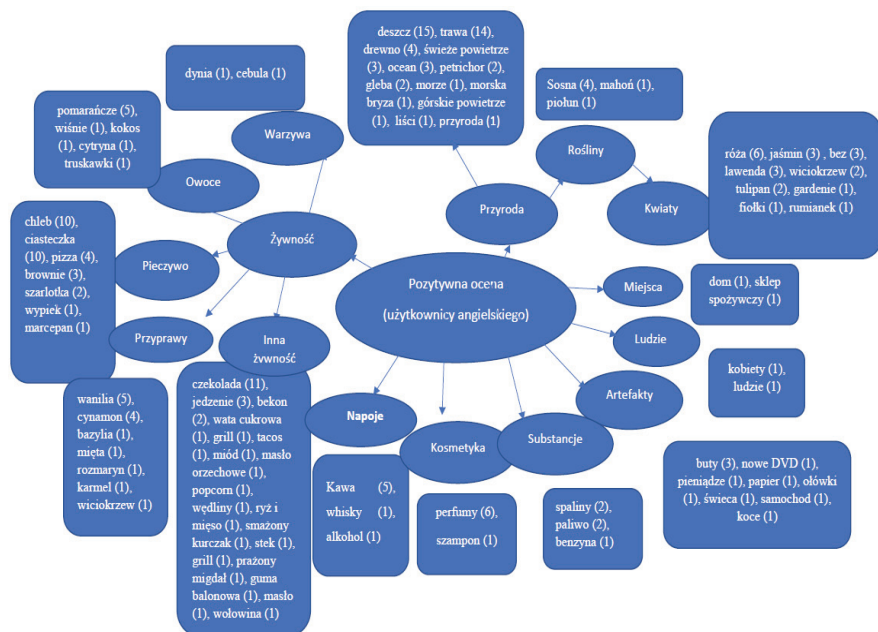 deszcz (15), trawa (14),
drewno (4), świeże powietrze
(3), ocean (3), petrichor (2),
gleba (2), morze (1), morska
bryza (1), górskie powietrze
(1), liści (1), przyroda (1)
dynia (1), cebula (1)
Sosna (4), mahoń (1),
piołun (1)
pomarańcze (5),
wiśnie (1), kokos
(1), cytryna (1),
truskawki (1)
Warzywa
Rośliny
róża (6), jaśmin (3) , bez (3),
lawenda (3), wiciokrzew (2),
tulipan (2), gardenie (1),
fiołki (1), rumianek (1)
Owoce
Przyroda
Kwiaty
chleb (10),
ciasteczka
(10), pizza (4),
brownie (3),
szarlotka (2),
wypiek (1),
marcepan (1)
Żywność
Pieczywo
Pozytywna ocena
(użytkownicy angielskiego)
Miejsca
dom (1), sklep
spożywczy (1)
Przyprawy
Inna
żywność
Ludzie
kobiety (1),
ludzie (1)
wanilia (5),
cynamon (4),
bazylia (1),
mięta (1),
rozmaryn (1),
karmel (1),
wiciokrzew (1)
czekolada (11),
jedzenie (3), bekon
(2), wata cukrowa
(1), grill (1), tacos
(1), miód (1), masło
orzechowe (1),
popcorn (1),
wędliny (1), ryż i
mięso (1), smażony
kurczak (1), stek (1),
grill (1), prażony
migdał (1), guma
balonowa (1), masło
(1), wołowina (1)
Napoje
Kosmetyka
Substancje
Artefakty
Kawa (5),
whisky (1),
alkohol (1)
perfumy (6),
szampon (1)
spaliny (2),
paliwo (2),
benzyna (1)
buty (3), nowe DVD (1),
pieniądze (1), papier (1), ołówki
(1), świeca (1), samochod (1),
koce (1)